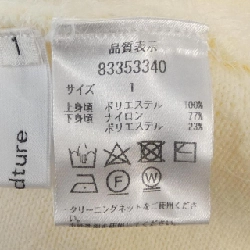 1
dture
品質表示
83353340
サイズ 1
上身頃 ポリエステル 100%
下身頃 ナイロン 77%
ポリエステル 23%
P
W
・クリーニングネットをご使用くだ
さい。